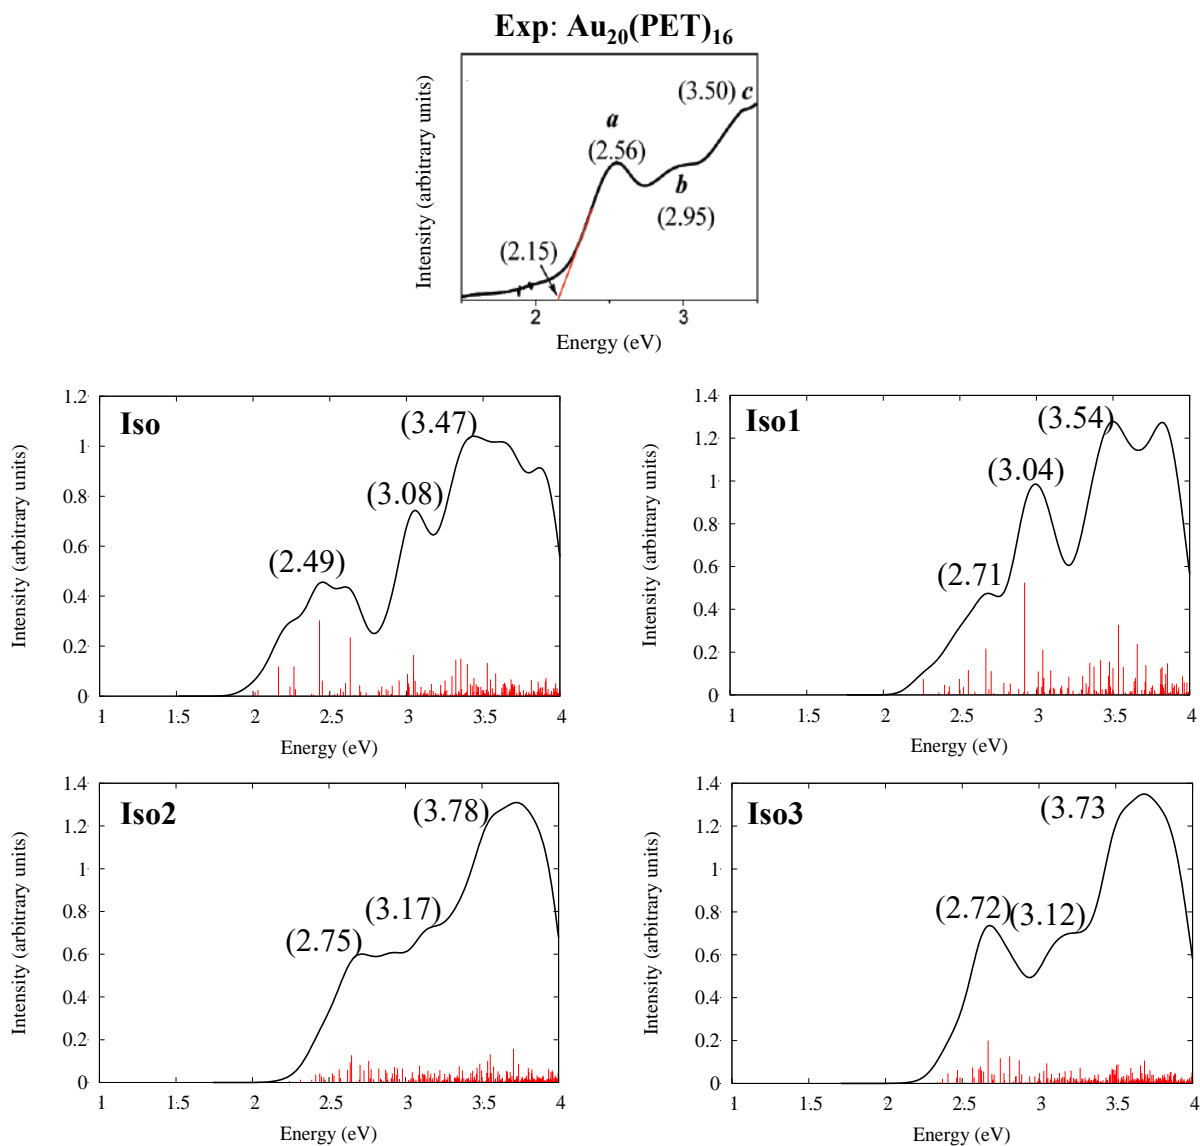 Exp: Au20(PET)16
Intensity (arbitrary units)
(3.50) c
a
(2.56)
b
(2.95)
(2.15)
2 3
Energy (eV)
Iso
(3.47)
(3.08)
(2.49)
Intensity (arbitrary units)
1.2
1
0.8
0.6
0.4
0.2
0
1 1.5 2 2.5 3 3.5 4
Energy (eV)
Iso1
(3.54)
(3.04)
(2.71
Intensity (arbitrary units)
1.4
1.2
1
0.8
0.6
0.4
0.2
0
1 1.5 2 2.5 3 3.5 4
Energy (eV)
Iso2
(3.78)
(3.17)
(2.75)
Intensity (arbitrary units)
1.4
1.2
1
0.8
0.6
0.4
0.2
0
1 1.5 2 2.5 3 3.5 4
Energy (eV)
Iso3
(3.73
(2.72)
(3.12)
Intensity (arbitrary units)
1.4
1.2
1
0.8
0.6
0.4
0.2
0
1 1.5 2 2.5 3 3.5 4
Energy (eV)